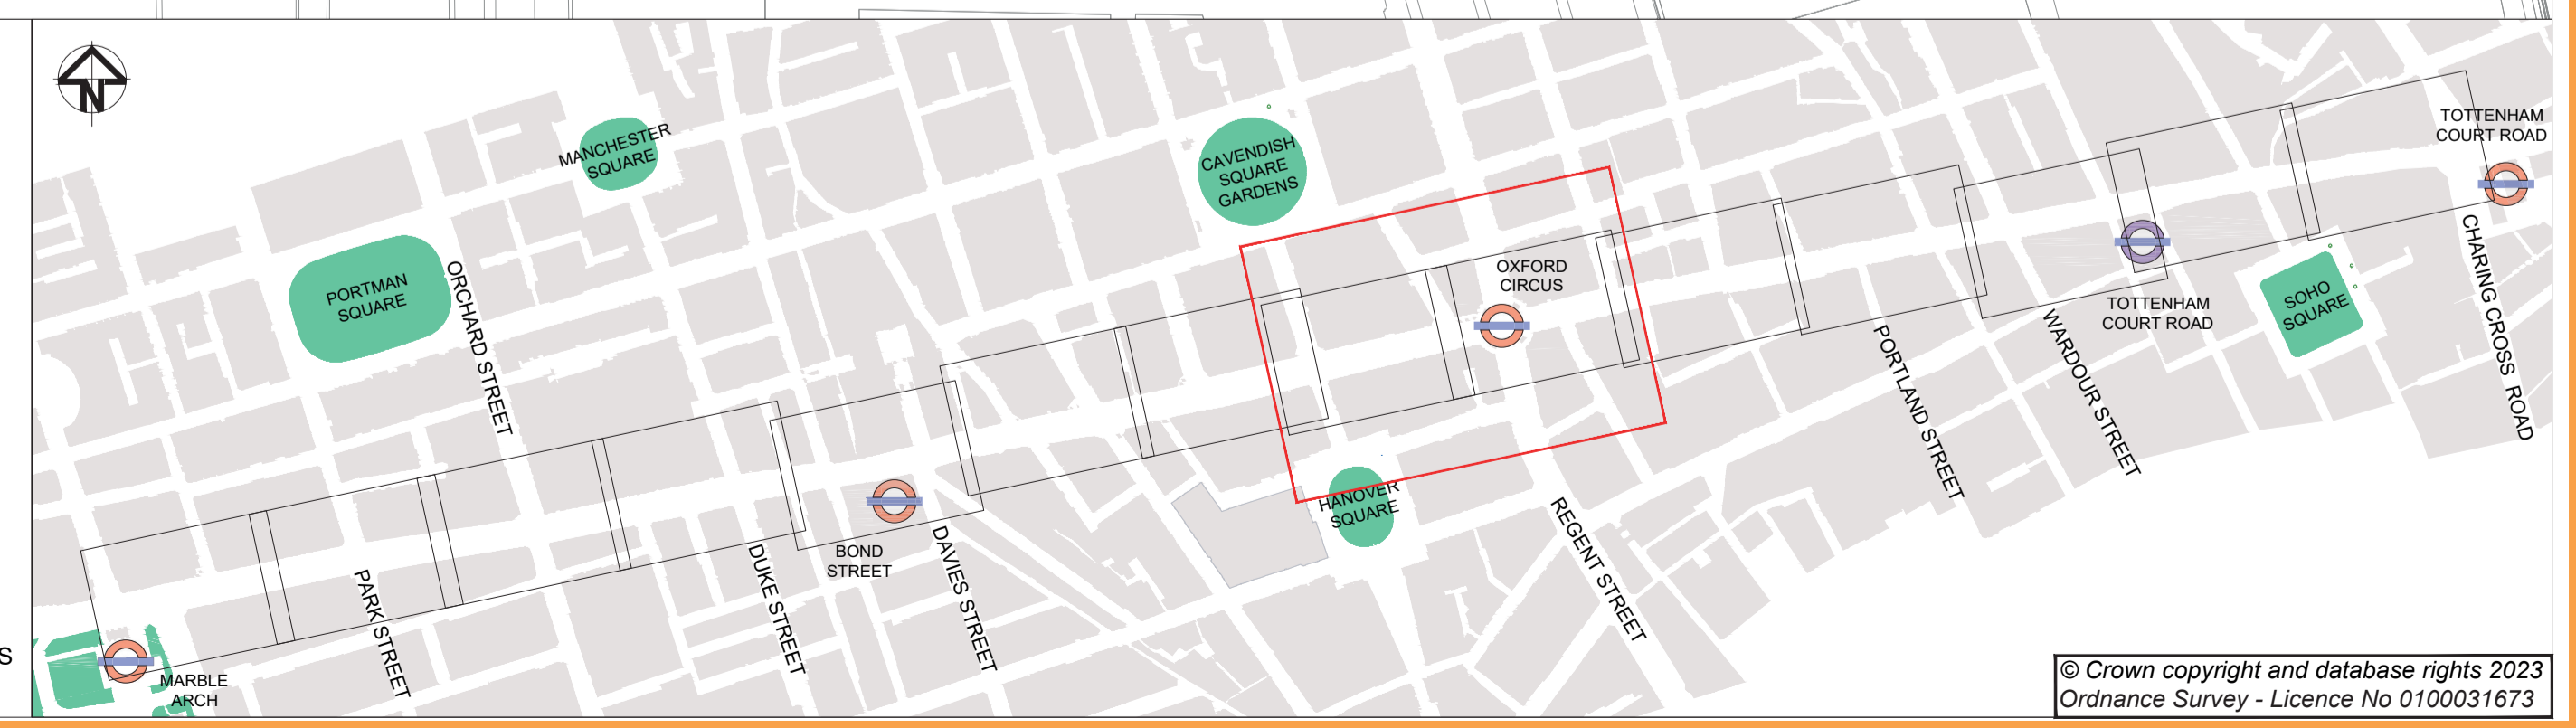 N
MANCHESTER
SQUARE
CAVENDISH
SQUARE
GARDENS
TOTTENHAM
COURT ROAD
PORTMAN
SQUARE
ORCHARD STREET
OXFORD
CIRCUS
SOHO
SQUARE
CHARING CROSS ROAD
TOTTENHAM
COURT ROAD
WARDOUR STREET
PORTLAND STREET
HANOVER
SQUARE
REGENT STREET
BOND
STREET
DAVIES STREET
DUKE STREET
PARK STREET
S
MARBLE
ARCH
© Crown copyright and database rights 2023
Ordnance Survey - Licence No 0100031673